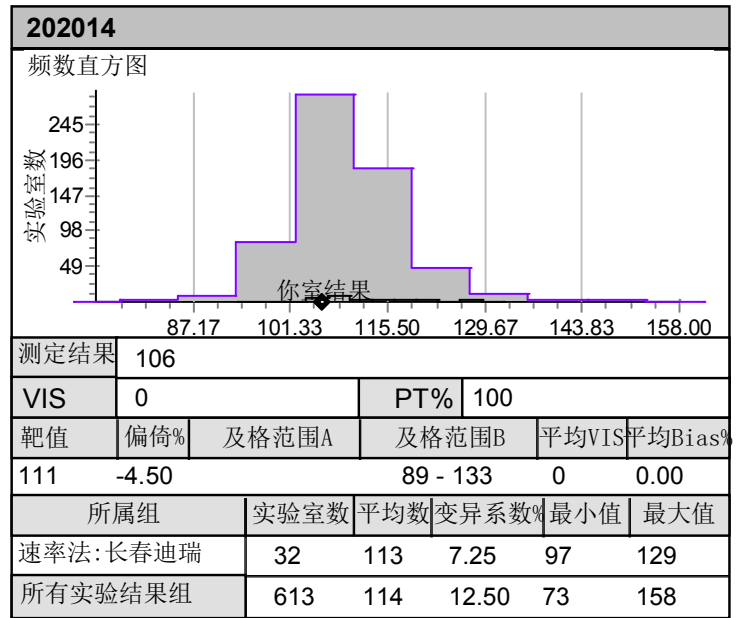 202014
频数直方图
实验室数
245
196
147
98
49
你室结果
87.17 101.33 115.50 129.67 143.83 158.00
测定结果 106
VIS 0 PT% 100
靶值 偏倚% 及格范围A 及格范围B 平均VIS 平均Bias%
111 -4.50 89 - 133 0 0.00
所属组 实验室数 平均数 变异系数% 最小值 最大值
速率法:长春迪瑞 32 113 7.25 97 129
所有实验结果组 613 114 12.50 73 158